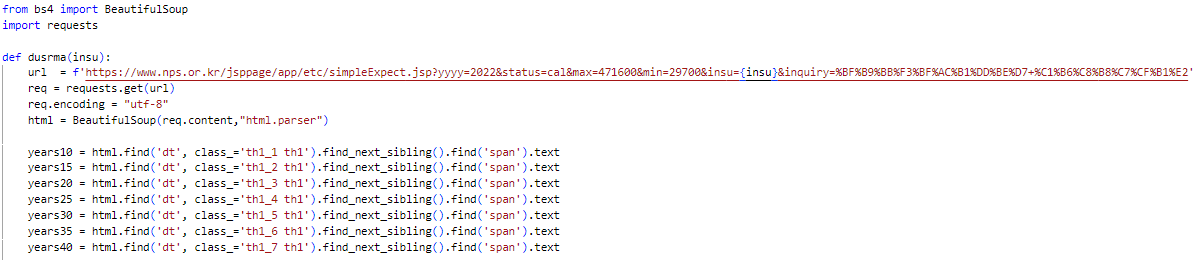 from bs4 import BeautifulSoup
import requests
def dusrma(insu):
url = f'https://www.nps.or.kr/jsppage/app/etc/simpleExpect.jsp?yyyy=2022&status=cal&max=471600&min=29700&insu={insu}&inquiry=%BF%B9%BB%F3%BF%AC%B1%DD%BE%D7+%C1%B6%C8%B8%C7%CF%B1%E2'
req = requests.get(url)
req.encoding = "utf-8"
html = BeautifulSoup(req.content,"html.parser")
years10 = html.find('dt', class_='th1_1 th1').find_next_sibling().find('span').text
years15 = html.find('dt', class_='th1_2 th1').find_next_sibling().find('span').text
years20 = html.find('dt', class_='th1_3 th1').find_next_sibling().find('span').text
years25 = html.find('dt', class_='th1_4 th1').find_next_sibling().find('span').text
years30 = html.find('dt', class_='th1_5 th1').find_next_sibling().find('span').text
years35 = html.find('dt', class_='th1_6 th1').find_next_sibling().find('span').text
years40 = html.find('dt', class_='th1_7 th1').find_next_sibling().find('span').text